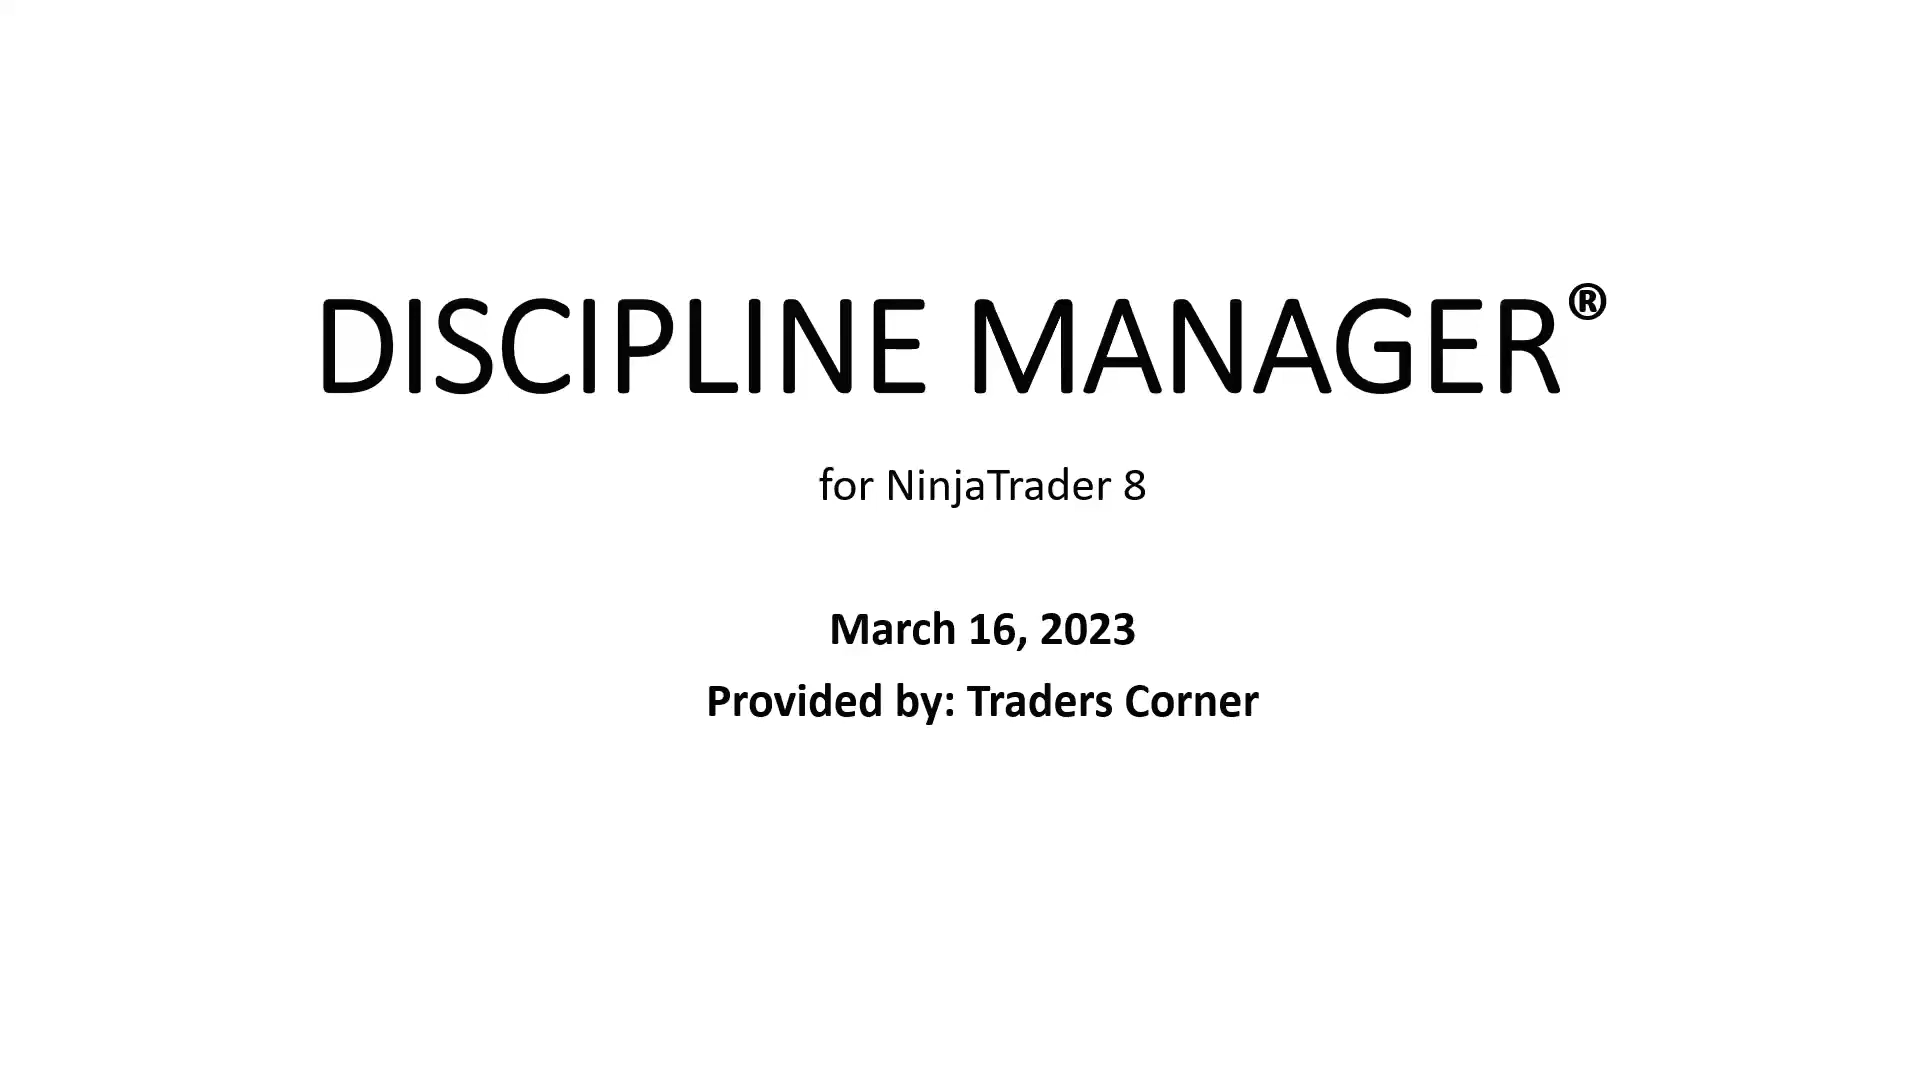 DISCIPLINE MANAGER®
for NinjaTrader 8
March 16, 2023
Provided by: Traders Corner